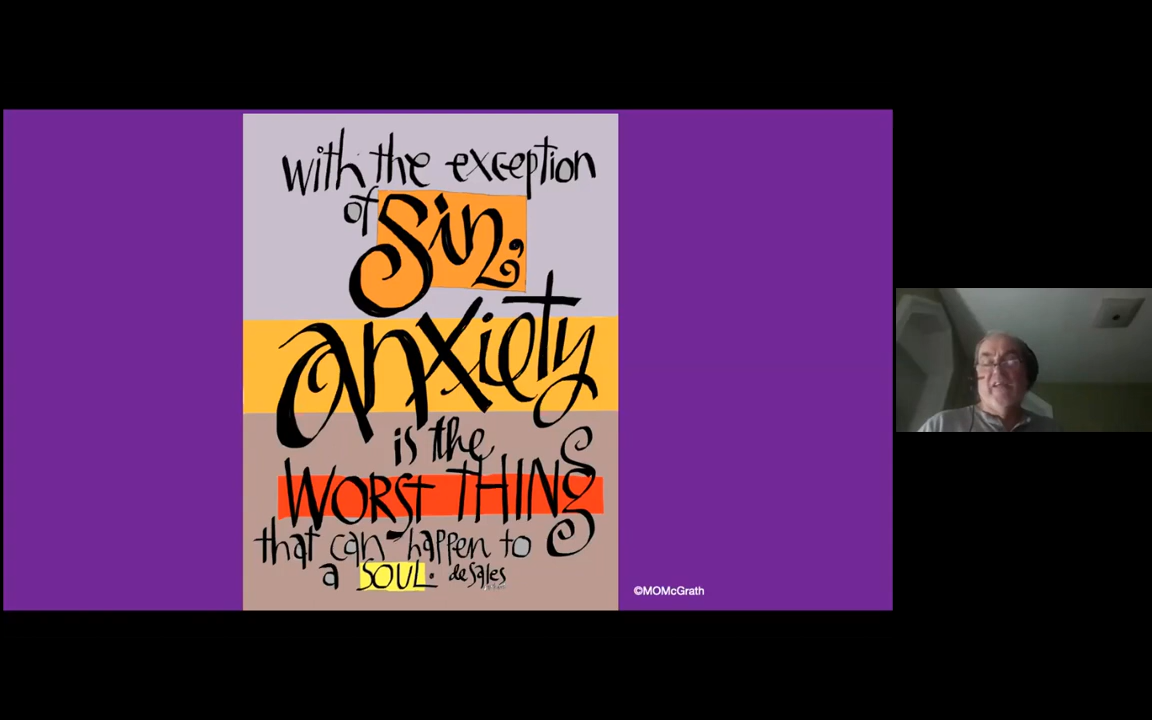 with the exception
of Sin,
anxiety
is the
WORST THING
that can happen to
a SOUL. de Sales
©MOMcGrath